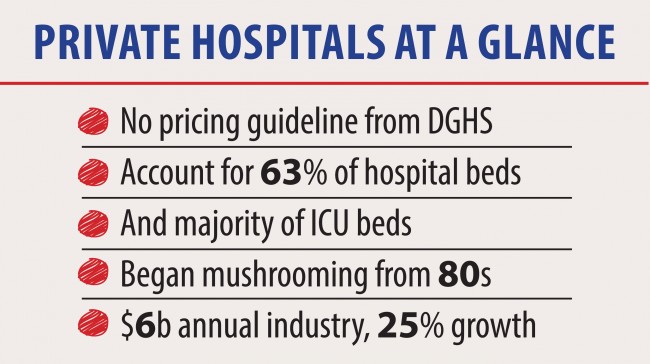 PRIVATE HOSPITALS AT A GLANCE
No pricing guideline from DGHS
Account for 63% of hospital beds
And majority of ICU beds
Began mushrooming from 80s
$6b annual industry, 25% growth